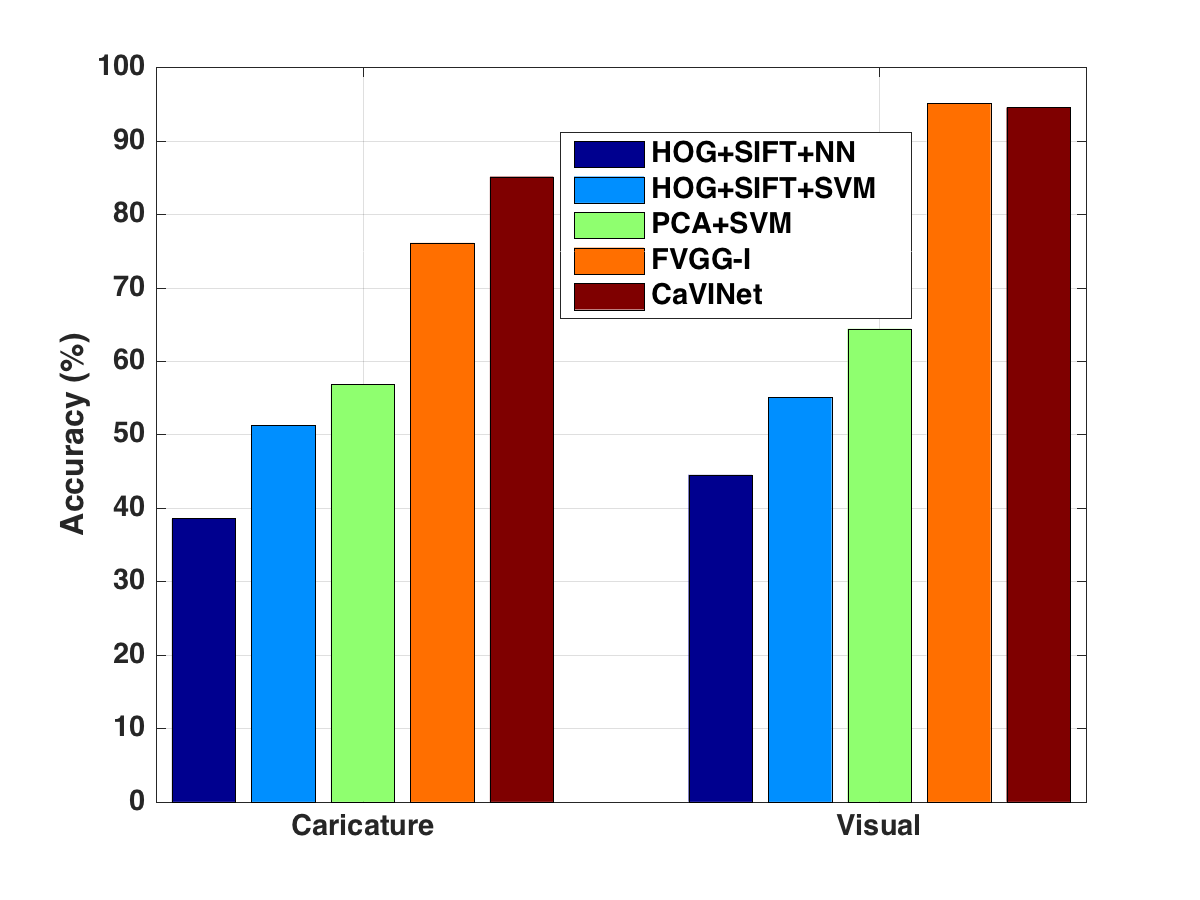 100
90
80
70
60
50
40
30
20
10
0
Accuracy (%)
HOG+SIFT+NN
HOG+SIFT+SVM
PCA+SVM
FVGG-I
CaVINet
Caricature
Visual